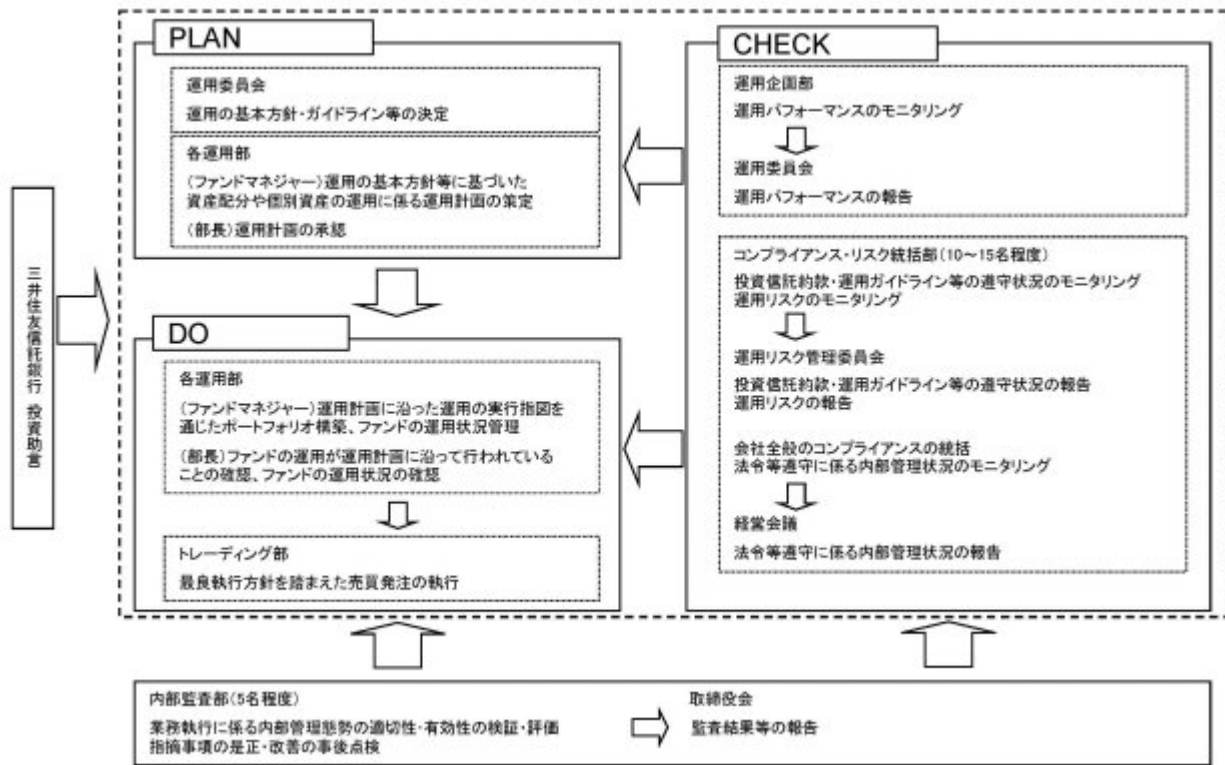 三井住友信託銀行 投資助言
PLAN
運用委員会
運用の基本方針・ガイドライン等の決定
各運用部
(ファンドマネジャー)運用の基本方針等に基づいた
資産配分や個別資産の運用に係る運用計画の策定
(部長)運用計画の承認
DO
各運用部
(ファンドマネジャー)運用計画に沿った運用の実行指図を
通じたポートフォリオ構築、ファンドの運用状況管理
(部長)ファンドの運用が運用計画に沿って行われている
ことの確認、ファンドの運用状況の確認
トレーディング部
最良執行方針を踏まえた売買発注の執行
CHECK
運用企画部
運用パフォーマンスのモニタリング
運用委員会
運用パフォーマンスの報告
コンプライアンス・リスク統括部(10～15名程度)
投資信託約款・運用ガイドライン等の遵守状況のモニタリング
運用リスクのモニタリング
運用リスク管理委員会
投資信託約款・運用ガイドライン等の遵守状況の報告
運用リスクの報告
会社全般のコンプライアンスの統括
法令等遵守に係る内部管理状況のモニタリング
経営会議
法令等遵守に係る内部管理状況の報告
内部監査部(5名程度)
業務執行に係る内部管理態勢の適切性・有効性の検証・評価
指摘事項の是正・改善の事後点検
取締役会
監査結果等の報告